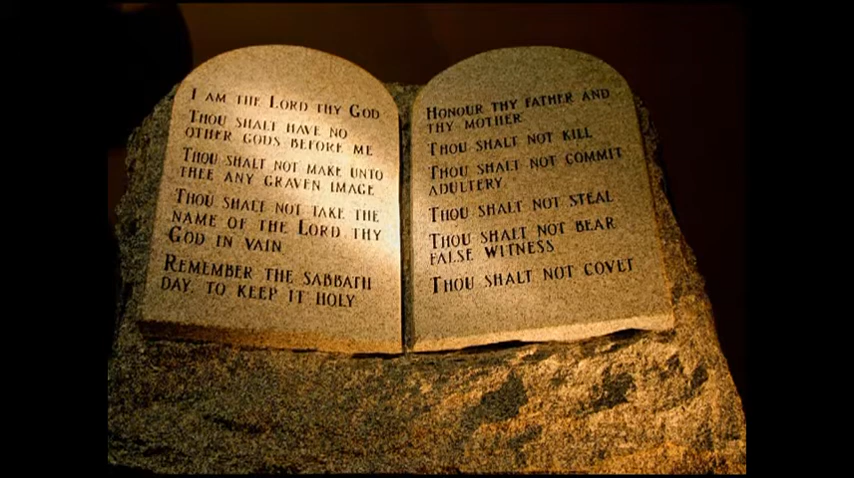 I am the Lord thy God
Thou shalt have no
other gods before me
Thou shalt not make unto
thee any graven image
Thou shalt not take the
name of the Lord thy
God in vain
Remember the Sabbath
day, to keep it holy
Honour thy father and
thy mother
Thou shalt not kill
Thou shalt not commit
adultery
Thou shalt not steal
Thou shalt not bear
false witness
Thou shalt not covet